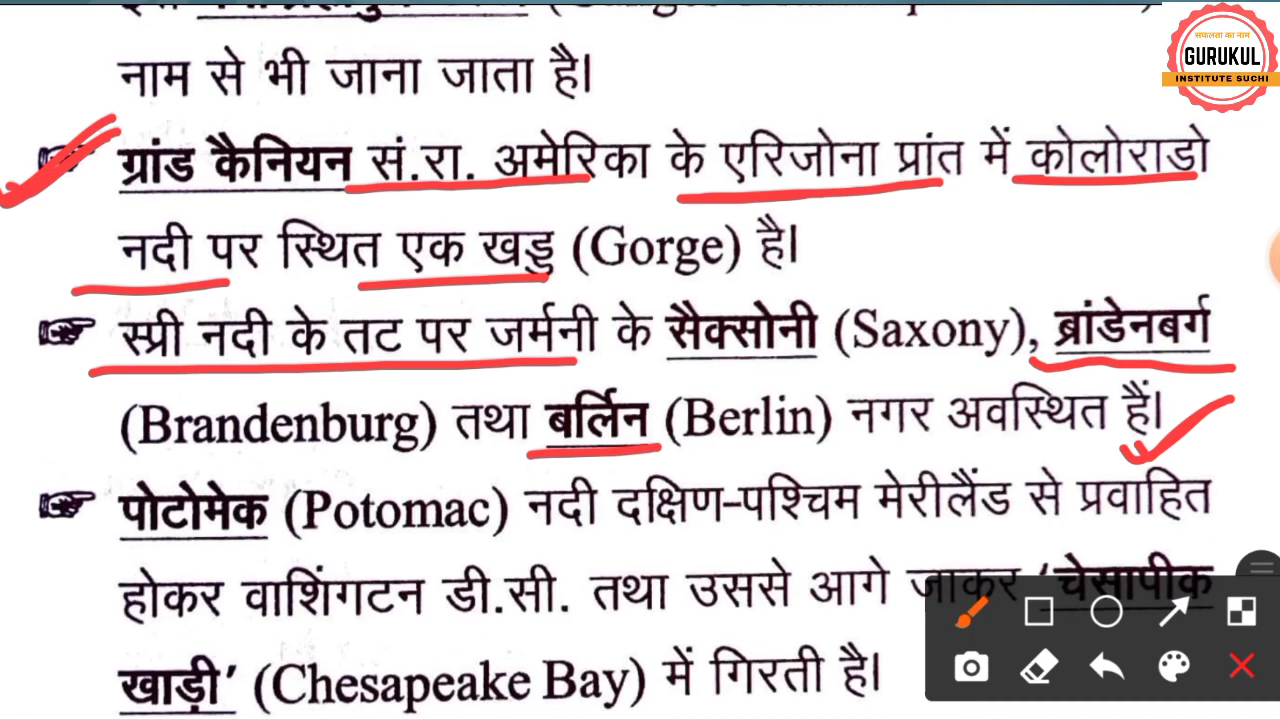 नाम से भी जाना जाता है।
सफलता का नाम
GURUKUL
INSTITUTE SUCHI
ग्रांड कैनियन सं.रा. अमेरिका के एरिजोना प्रांत में कोलोराडो
नदी पर स्थित एक खड्ड (Gorge) है।
स्प्री नदी के तट पर जर्मनी के सैक्सोनी (Saxony), ब्रांडेनबर्ग
(Brandenburg) तथा बर्लिन (Berlin) नगर अवस्थित हैं।
पोटोमेक (Potomac) नदी दक्षिण-पश्चिम मेरीलैंड से प्रवाहित
होकर वाशिंगटन डी.सी. तथा उससे आगे जाकर ‘चेसापीक
खाड़ी’ (Chesapeake Bay) में गिरती है।